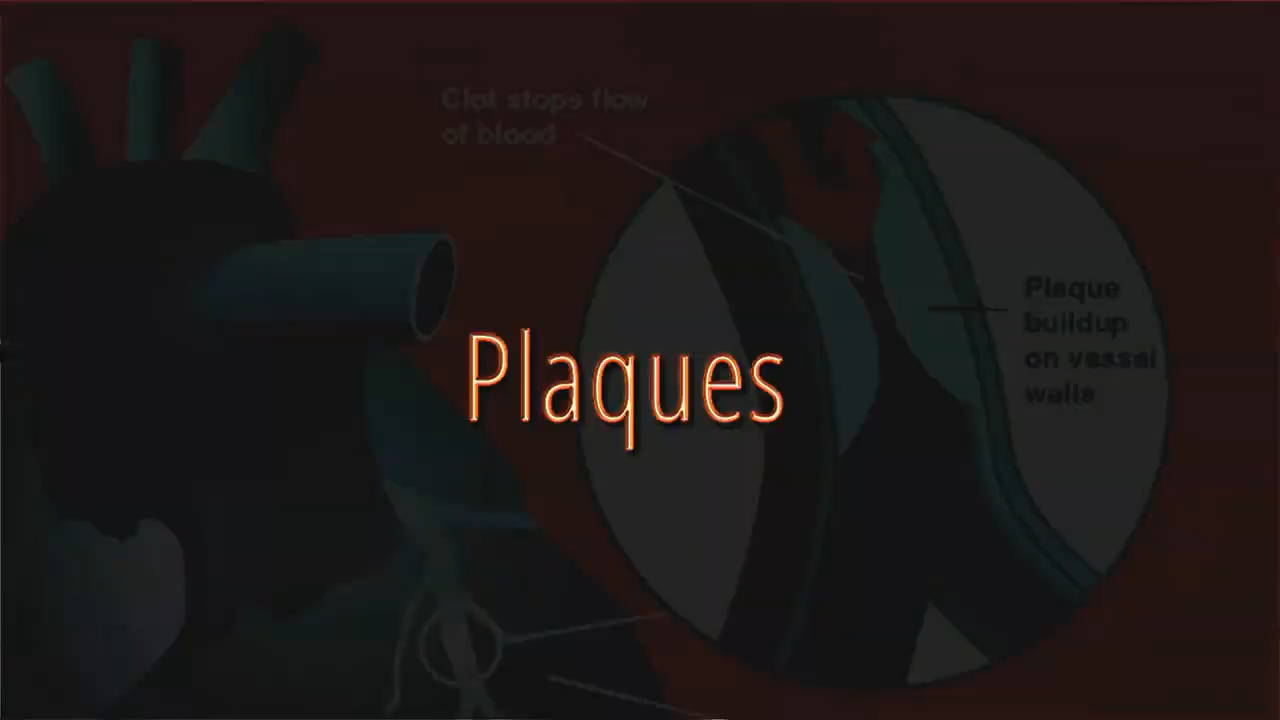 Clot stops flow
of blood
Plaque
buildup
on vessel
walls
Plaques